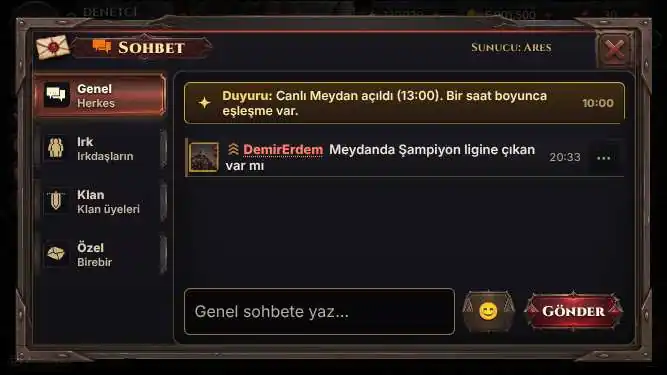 DENETCİ
SOHBET
SUNUCU: ARES
Genel
Herkes
Irk
Irkdaşların
Klan
Klan üyeleri
Özel
Birebir
Duyuru: Canlı Meydan açıldı (13:00). Bir saat boyunca
eşleşme var.
10:00
DemirErdem Meydanda Şampiyon ligine çıkan
var mı
20:33
Genel sohbete yaz...
GÖNDER